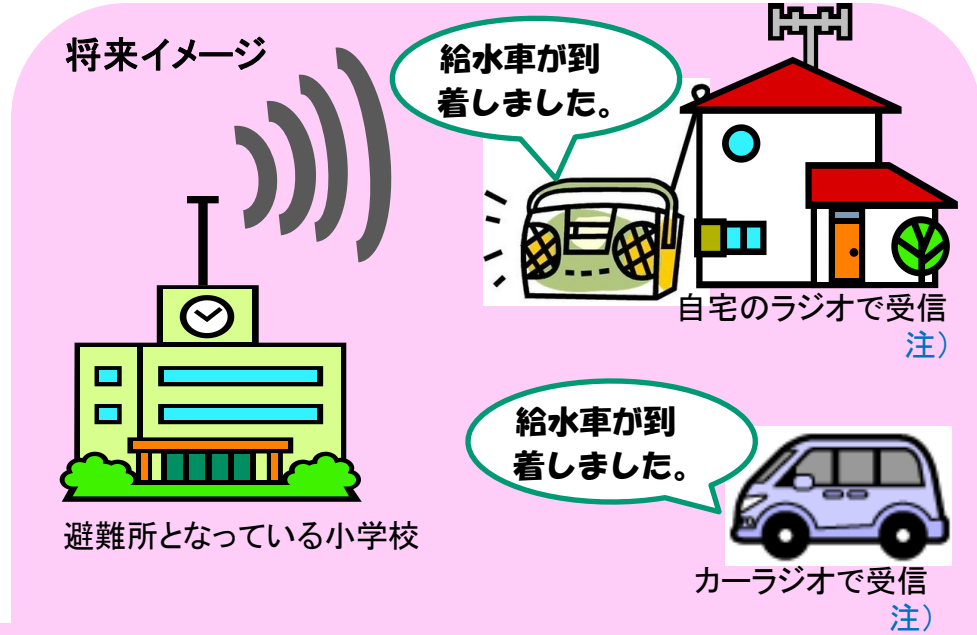 将来イメージ
給水車が到
着しました。
自宅のラジオで受信
注）
給水車が到
着しました。
避難所となっている小学校
カーラジオで受信
注）